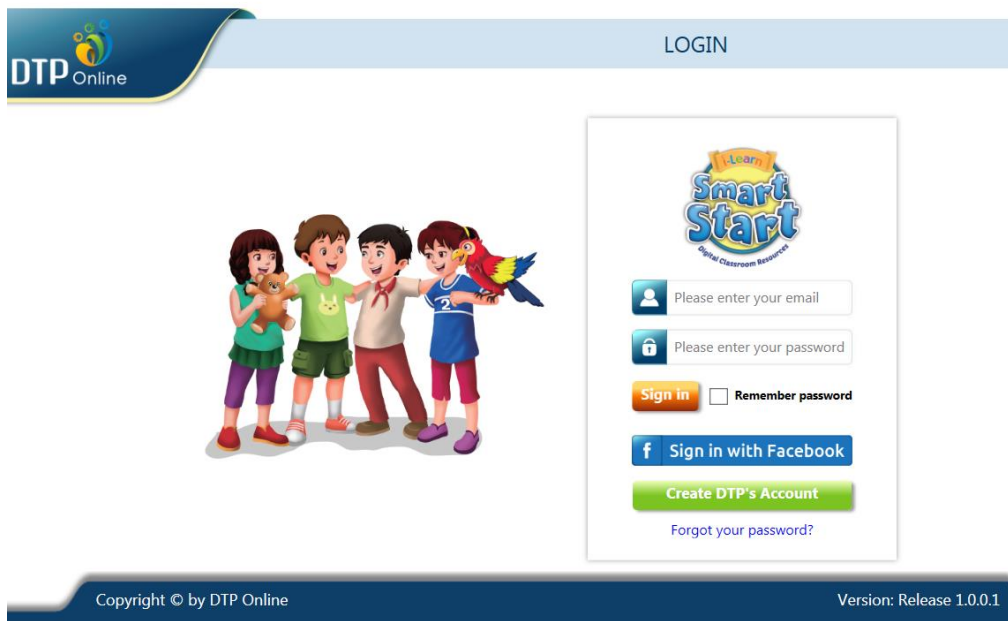 DTP Online
LOGIN
i-Learn
Smart
Start
Digital Classroom Resources
Please enter your email
Please enter your password
Sign in
Remember password
f Sign in with Facebook
Create DTP's Account
Forgot your password?
2
Copyright © by DTP Online
Version: Release 1.0.0.1